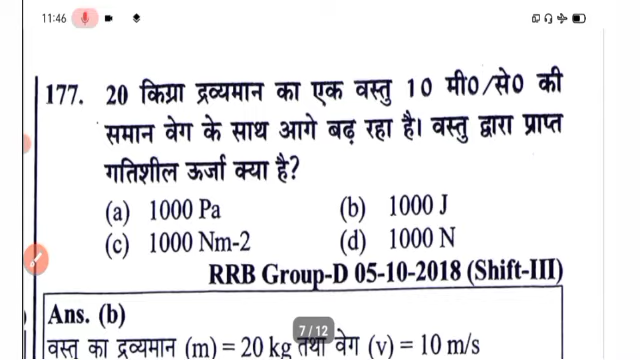 11:46
177. 20 किग्रा द्रव्यमान का एक वस्तु 10 मी0/से0 की
समान वेग के साथ आगे बढ़ रहा है। वस्तु द्वारा प्राप्त
गतिशील ऊर्जा क्या है?
(a) 1000 Pa (b) 1000 J
(c) 1000 Nm-2 (d) 1000 N
RRB Group-D 05-10-2018 (Shift-III)
Ans. (b)
7 / 12
वस्तु का द्रव्यमान (m) = 20 kg तथा वेग (v) = 10 m/s